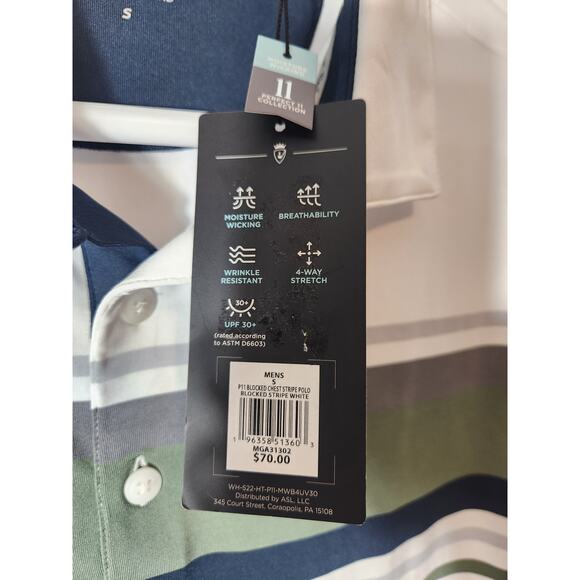 S
MOISTURE
WICKING
11
PERFECT 11
COLLECTION
MOISTURE
WICKING
BREATHABILITY
WRINKLE
RESISTANT
4-WAY
STRETCH
30+
UPF 30+
(rated according
to ASTM D6603)
MENS
S
P11 BLOCKED CHEST STRIPE POLO
BLOCKED STRIPE WHITE
1 96358 51360 3
MGA31302
$70.00
WH-S22-HT-P11-MWB4UV30
Distributed by ASL, LLC
345 Court Street, Coraopolis, PA 15108